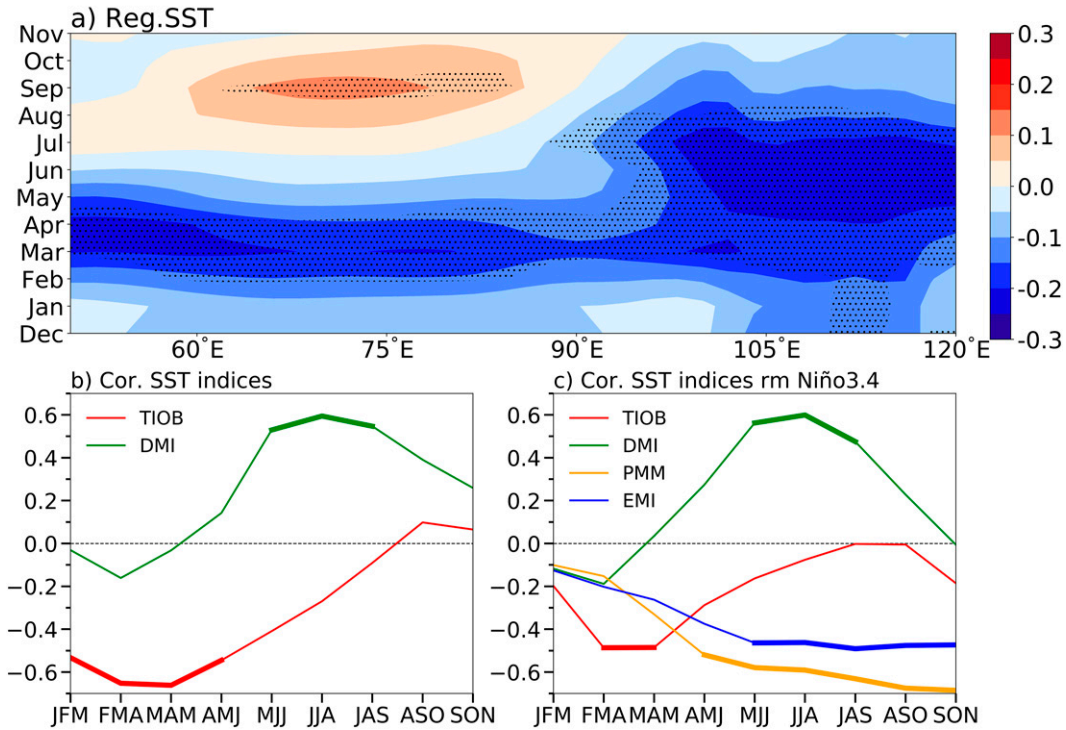 a) Reg.SST
Nov
Oct
Sep
Aug
Jul
Jun
May
Apr
Mar
Feb
Jan
Dec
60°E
75°E
90°E
105°E
120°E
0.3
0.2
0.1
0.0
-0.1
-0.2
-0.3
b) Cor. SST indices
TIOB
DMI
0.6
0.4
0.2
0.0
−0.2
−0.4
−0.6
JFM FMA MAM AMJ MJJ JJA JAS ASO SON
c) Cor. SST indices rm Niño3.4
TIOB
DMI
PMM
EMI
0.6
0.4
0.2
0.0
−0.2
−0.4
−0.6
JFM FMA MAM AMJ MJJ JJA JAS ASO SON